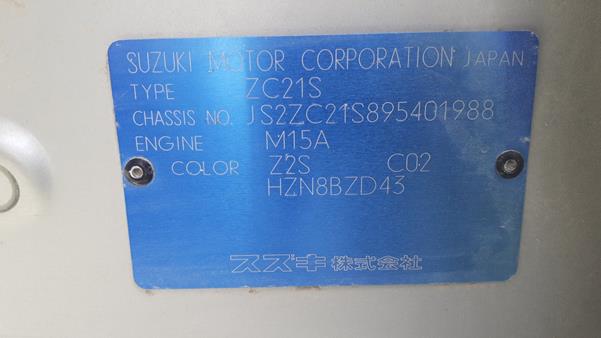 SUZUKI MOTOR CORPORATION JAPAN
TYPE ZC21S
CHASSIS NO. JS2ZC21S895401988
ENGINE M15A
COLOR Z2S C02
HZN8BZD43
スズキ株式会社